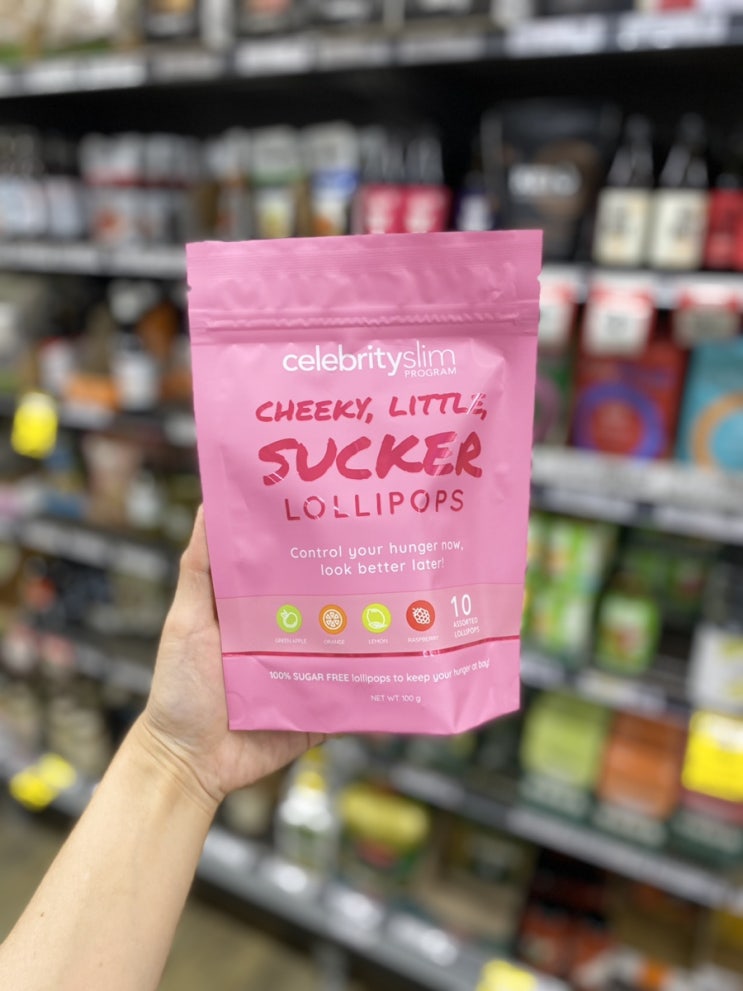 celebrityslim
PROGRAM
CHEEKY, LITTLE,
SUCKER
LOLLIPOPS
Control your hunger now,
look better later!
GREEN APPLE
ORANGE
LEMON
RASPBERRY
10
ASSORTED
LOLLIPOPS
100% SUGAR FREE lollipops to keep your hunger at bay!
NET WT 100 g